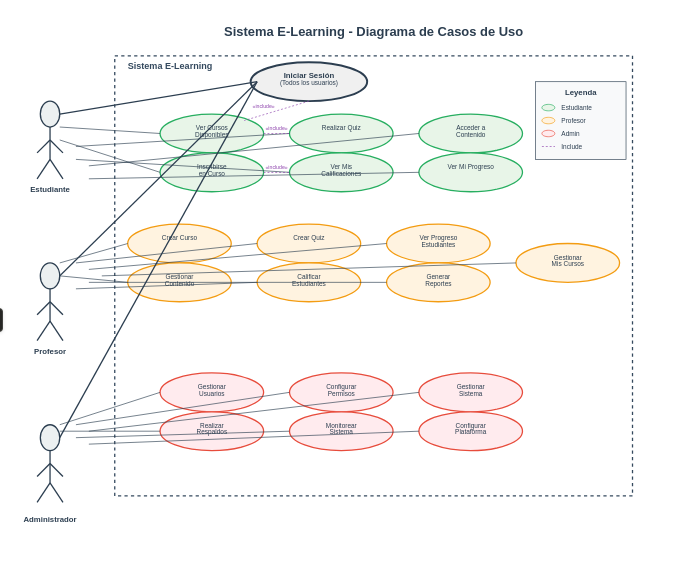 Sistema E-Learning - Diagrama de Casos de Uso
Sistema E-Learning
Iniciar Sesión
(Todos los usuarios)
Leyenda
Estudiante
Profesor
Admin
Include
«include»
Ver Cursos
Disponibles
«include»
Realizar Quiz
Acceder a
Contenido
Inscribirse
en Curso
«include»
Ver Mis
Calificaciones
Ver Mi Progreso
Estudiante
Crear Curso
Crear Quiz
Ver Progreso
Estudiantes
Gestionar
Mis Cursos
Gestionar
Contenido
Calificar
Estudiantes
Generar
Reportes
Profesor
Gestionar
Usuarios
Configurar
Permisos
Gestionar
Sistema
Realizar
Respaldos
Monitorear
Sistema
Configurar
Plataforma
Administrador